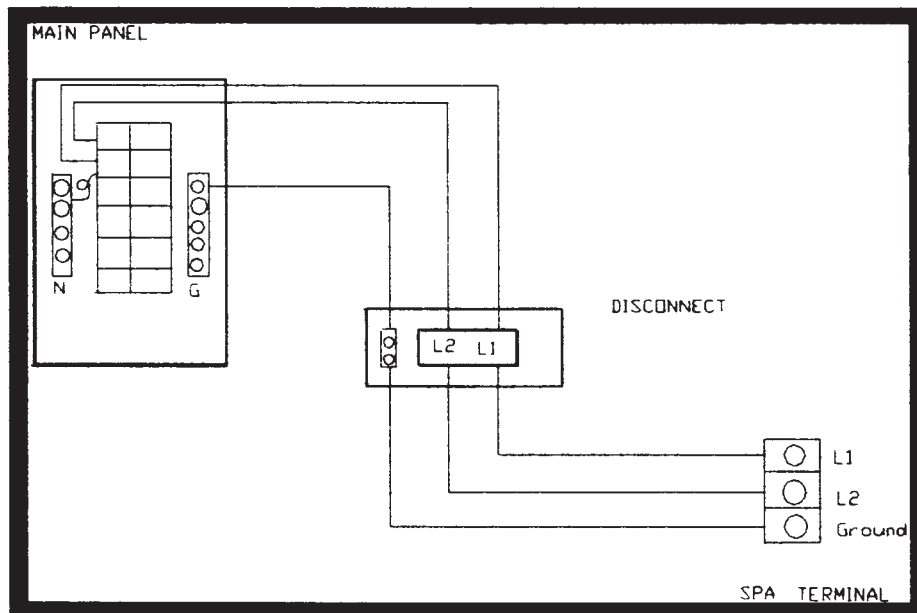 MAIN PANEL
N
G
DISCONNECT
L2 L1
L1
L2
Ground
SPA TERMINAL